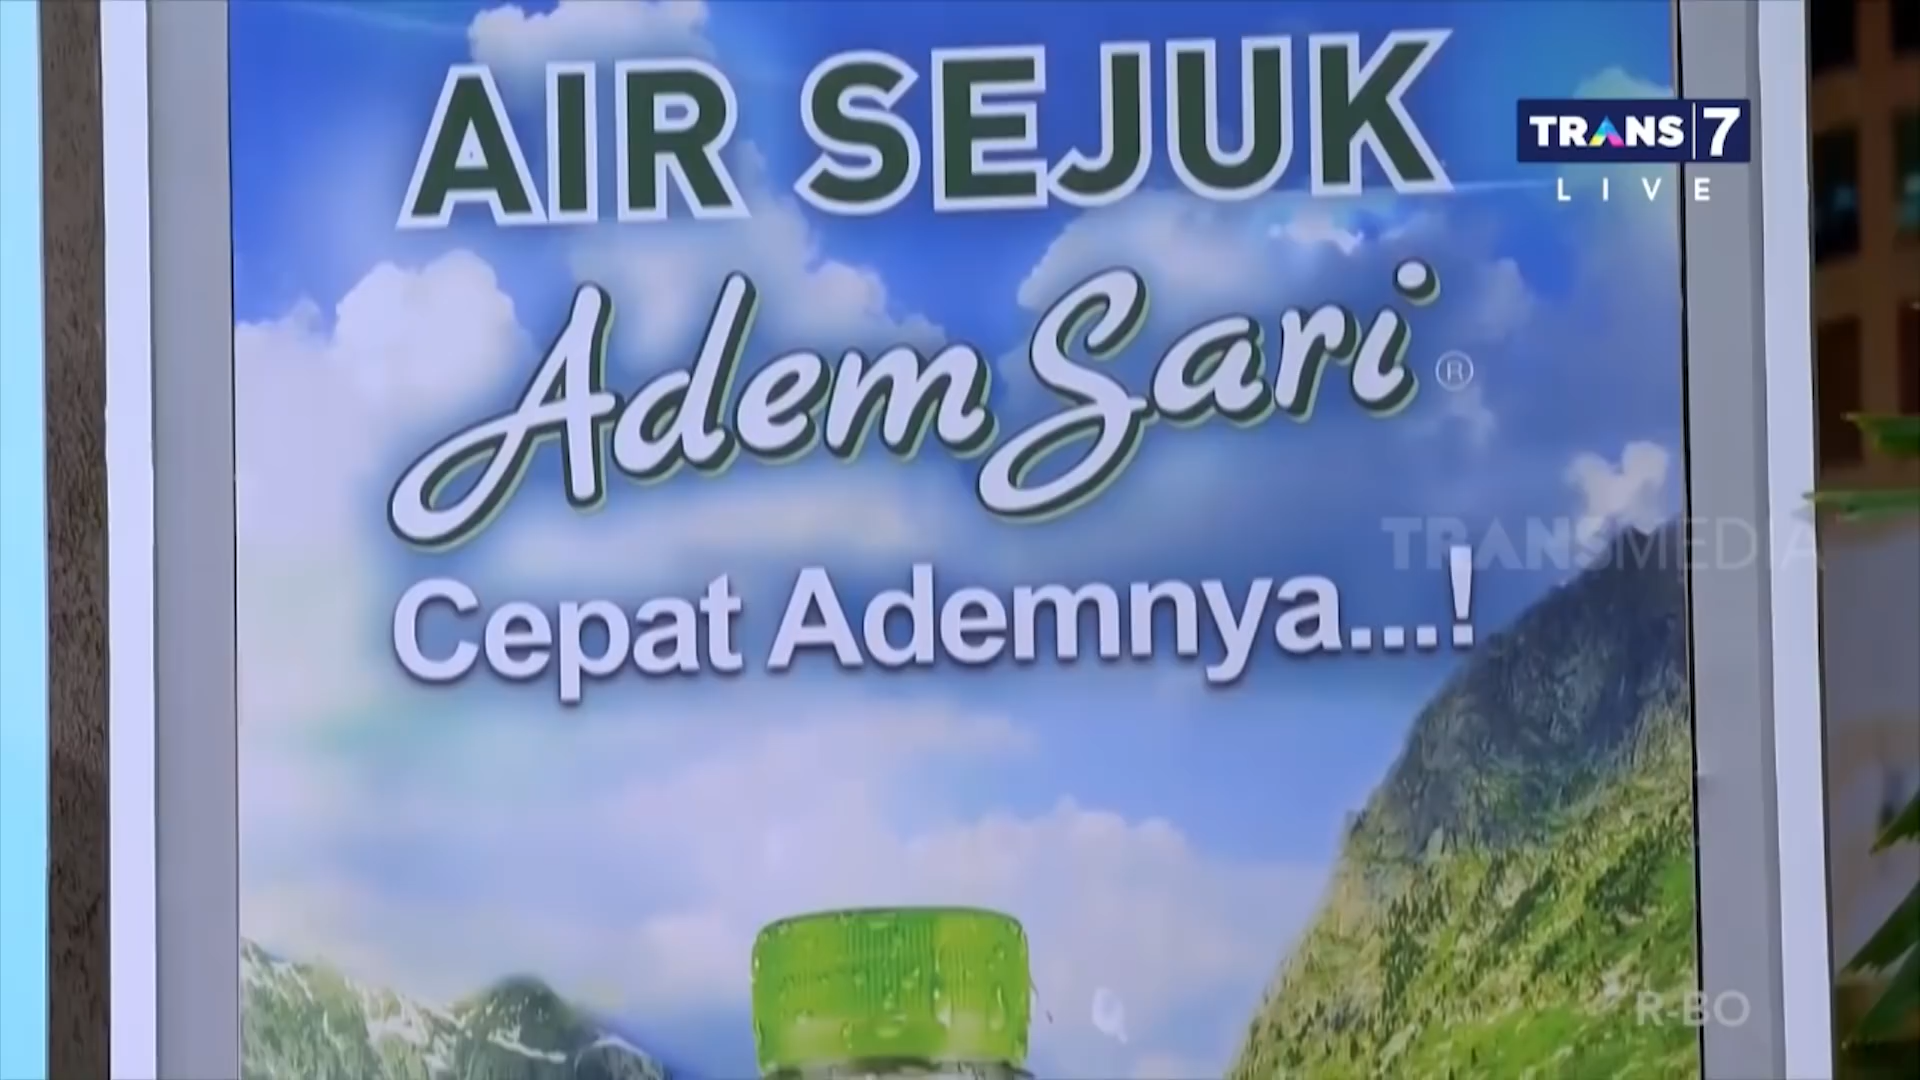 AIR SEJUK
TRANS|7
LIVE
Adem Sari ®
TRANSMEDIA
Cepat Ademnya...!
R-BO